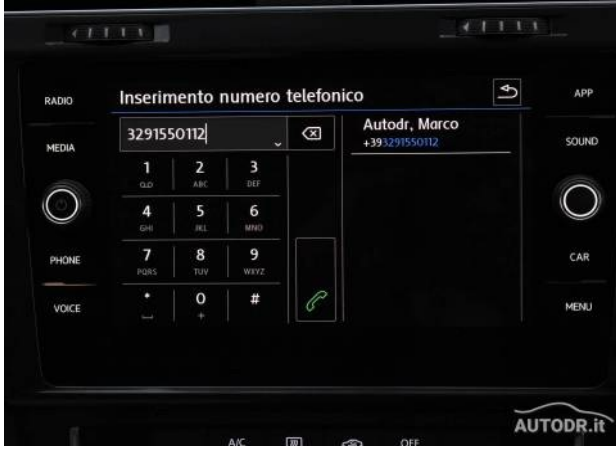 RADIO
MEDIA
PHONE
VOICE
Inserimento numero telefonico
3291550112
Autodr, Marco
+393291550112
1
2
ABC
3
DEF
4
GHI
5
JKL
6
MNO
7
PQRS
8
TUV
9
WXYZ
*
0
+
#
APP
SOUND
CAR
MENU
A/C
OFF
AUTODR.it